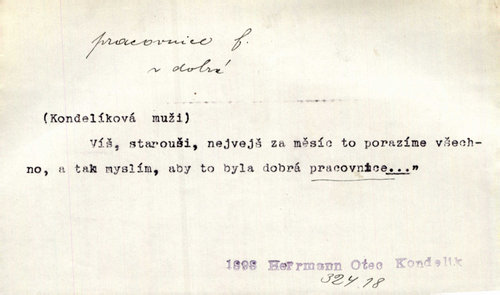 pracovnice f.
v dobrá
(Kondelíková muži)
Víš, starouši, nejvejš za měsíc to porazíme všech-
no, a tak myslím, aby to byla dobrá pracovnice..."
1898 Herrmann Otec Kondelík
324 18